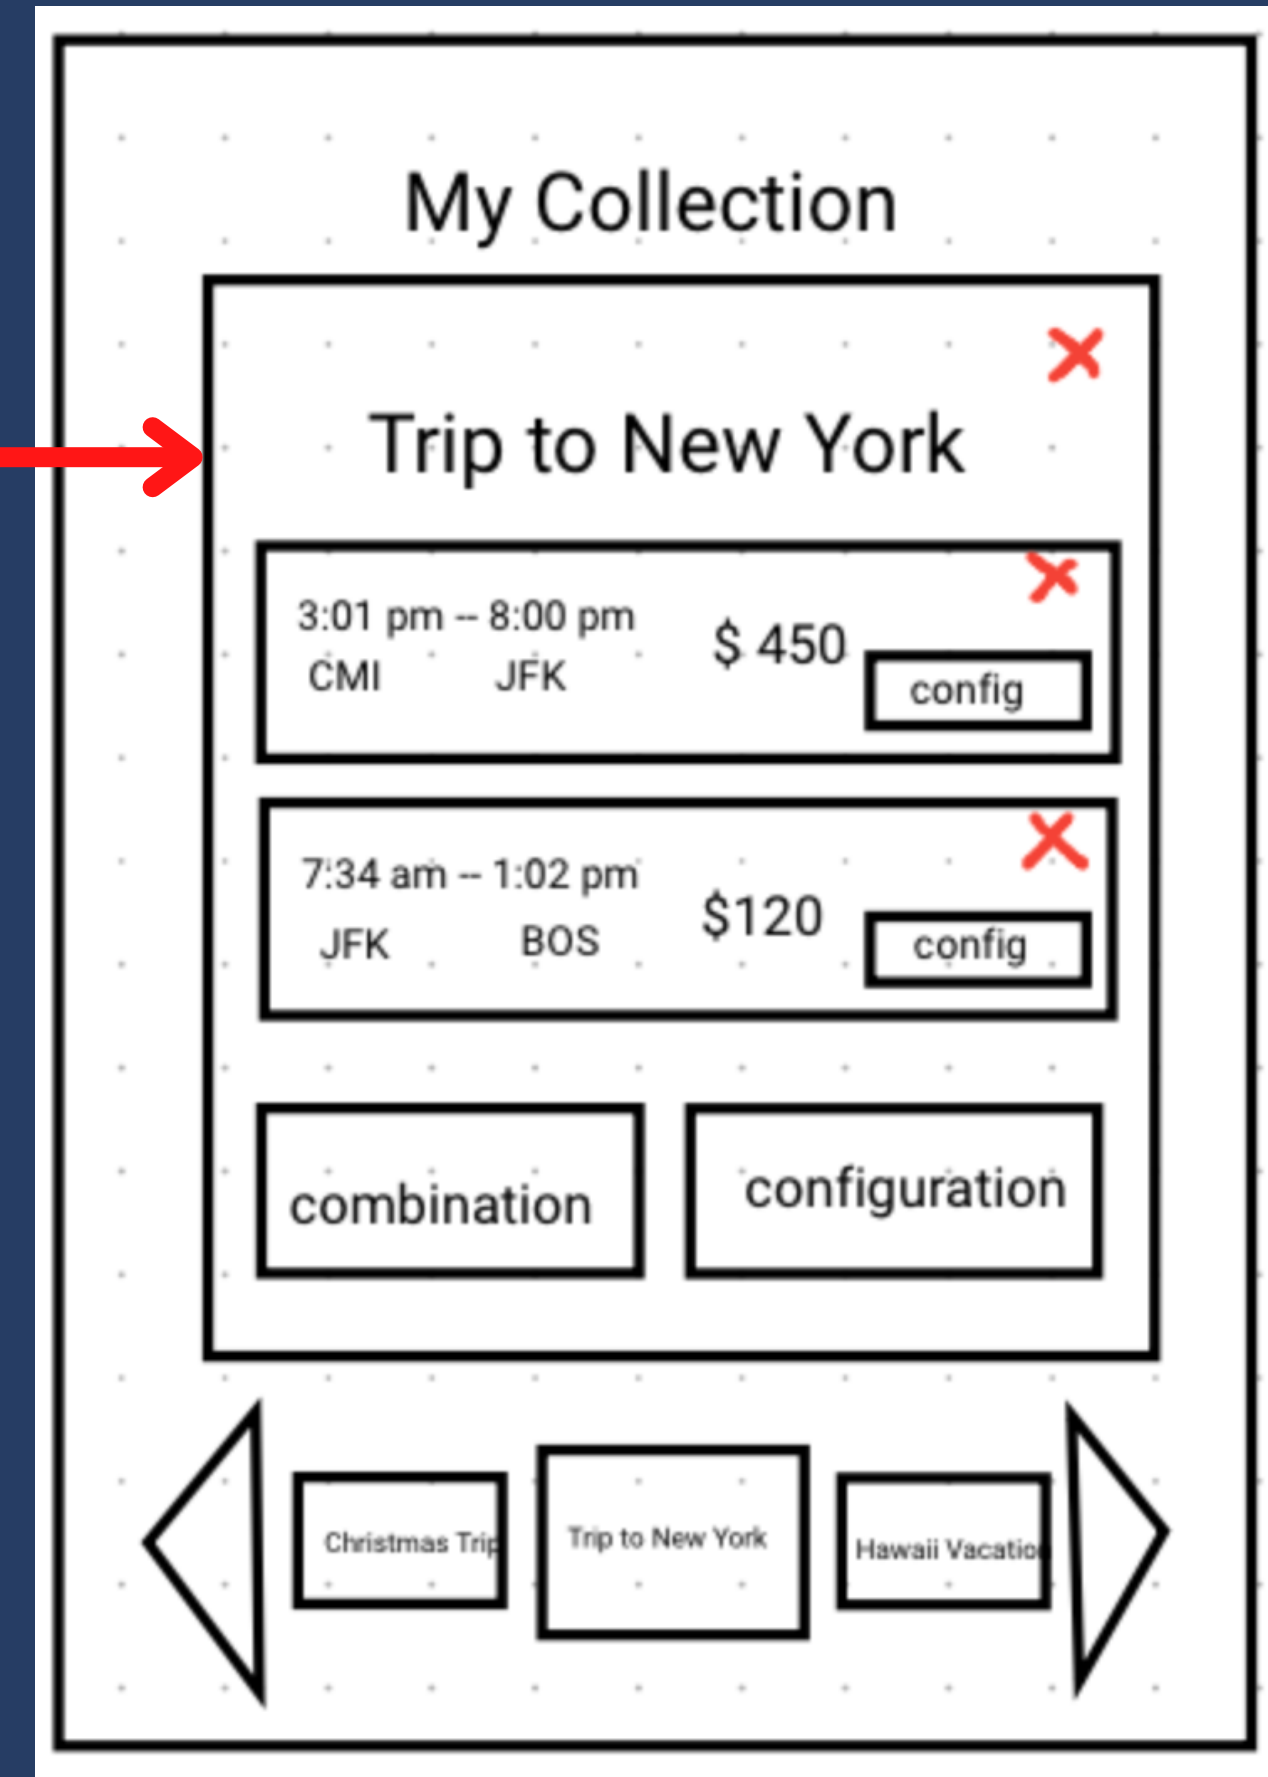 My Collection
Trip to New York
3:01 pm -- 8:00 pm
CMI JFK
$ 450
config
7:34 am -- 1:02 pm
JFK BOS
$120
config
combination
configuration
Christmas Trip
Trip to New York
Hawaii Vacation